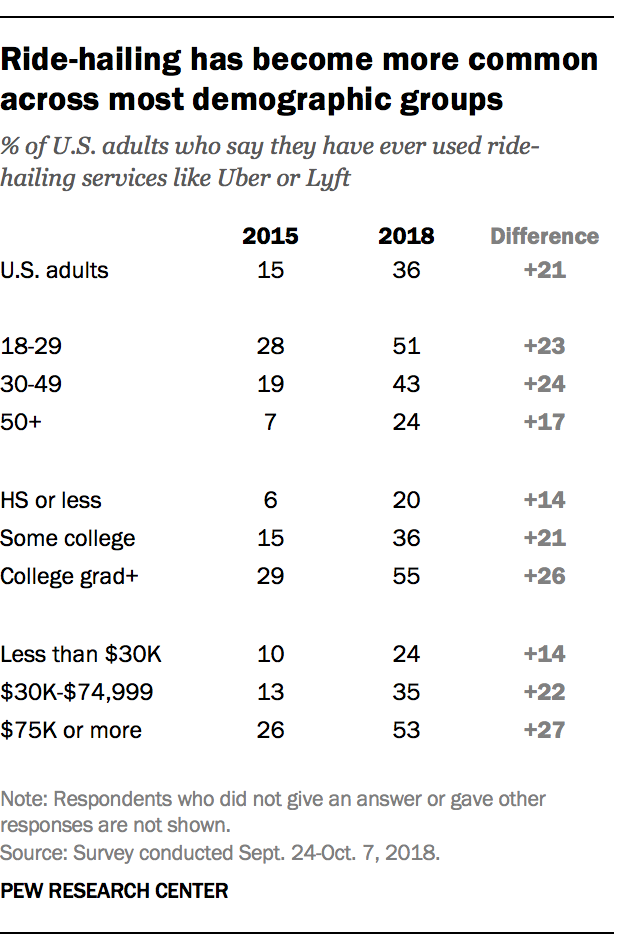 Ride-hailing has become more common
across most demographic groups
% of U.S. adults who say they have ever used ride-
hailing services like Uber or Lyft
2015 2018 Difference
U.S. adults 15 36 +21
18-29 28 51 +23
30-49 19 43 +24
50+ 7 24 +17
HS or less 6 20 +14
Some college 15 36 +21
College grad+ 29 55 +26
Less than $30K 10 24 +14
$30K-$74,999 13 35 +22
$75K or more 26 53 +27
Note: Respondents who did not give an answer or gave other
responses are not shown.
Source: Survey conducted Sept. 24-Oct. 7, 2018.
PEW RESEARCH CENTER